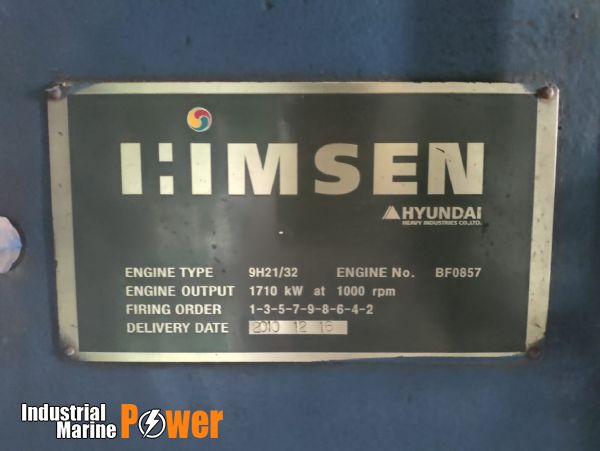 HIMSEN
HYUNDAI
HEAVY INDUSTRIES CO.,LTD.
ENGINE TYPE 9H21/32 ENGINE No. BF0857
ENGINE OUTPUT 1710 kW at 1000 rpm
FIRING ORDER 1-3-5-7-9-8-6-4-2
DELIVERY DATE 2010 12 16
Industrial
Marine Power